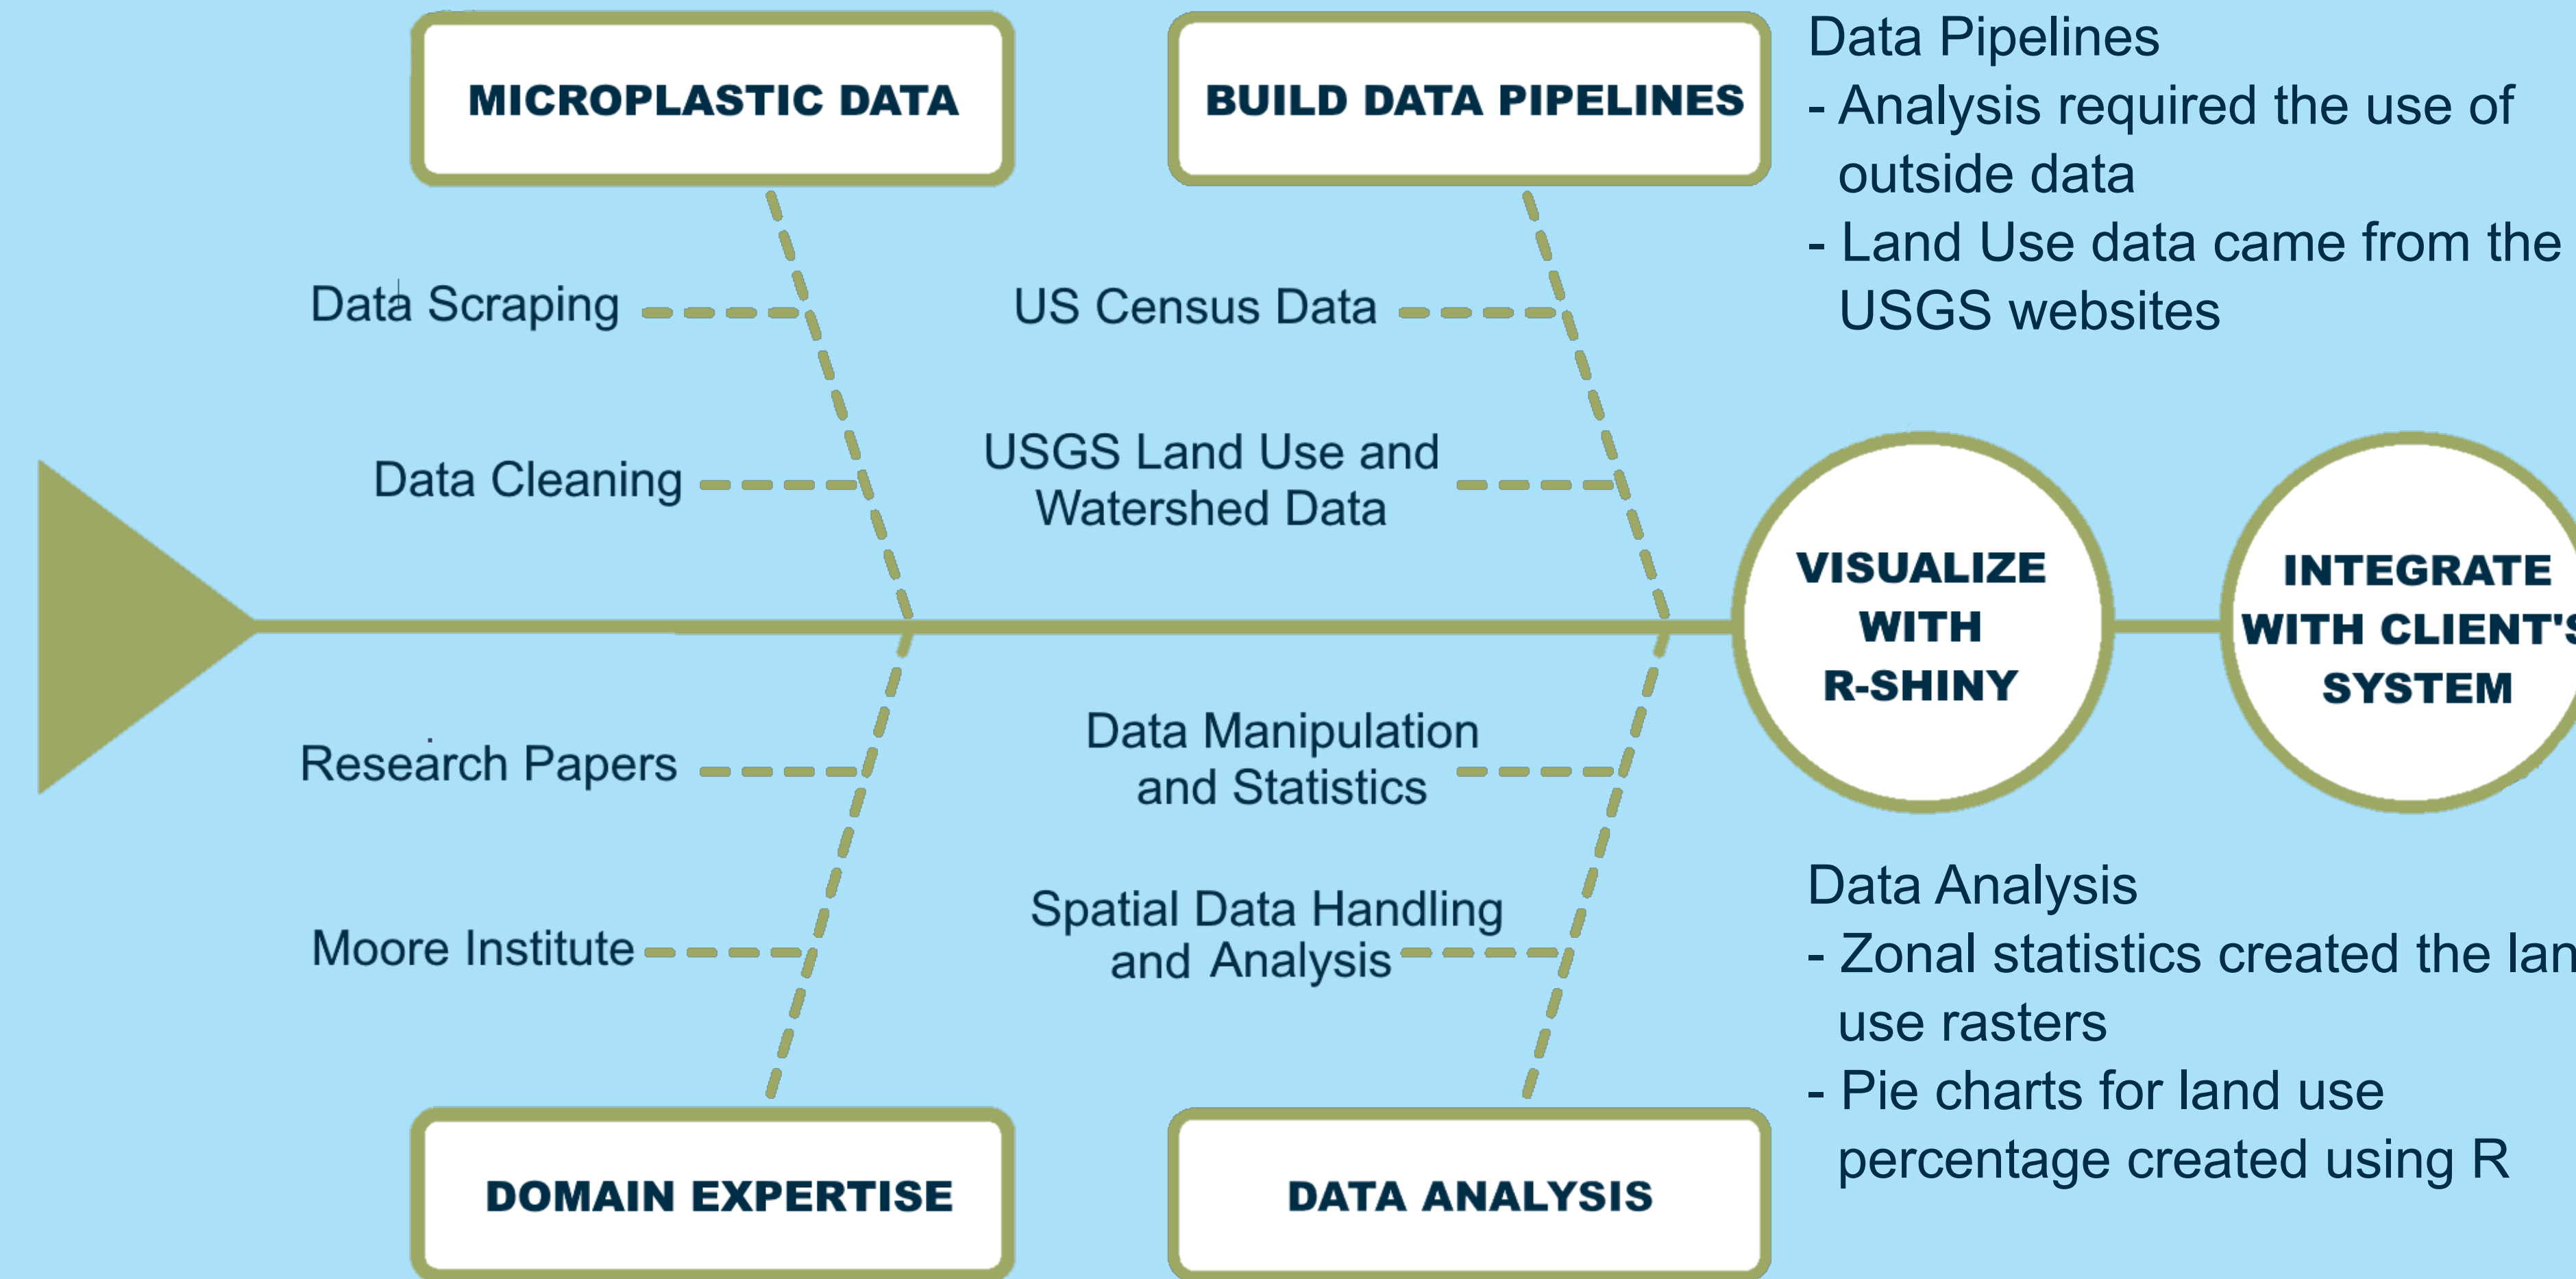 MICROPLASTIC DATA
Data Scraping
Data Cleaning
BUILD DATA PIPELINES
US Census Data
USGS Land Use and
Watershed Data
Data Pipelines
- Analysis required the use of
outside data
- Land Use data came from the
USGS websites
VISUALIZE
WITH
R-SHINY
INTEGRATE
WITH CLIENT'S
SYSTEM
Research Papers
Moore Institute
DOMAIN EXPERTISE
Data Manipulation
and Statistics
Spatial Data Handling
and Analysis
DATA ANALYSIS
Data Analysis
- Zonal statistics created the lan
use rasters
- Pie charts for land use
percentage created using R